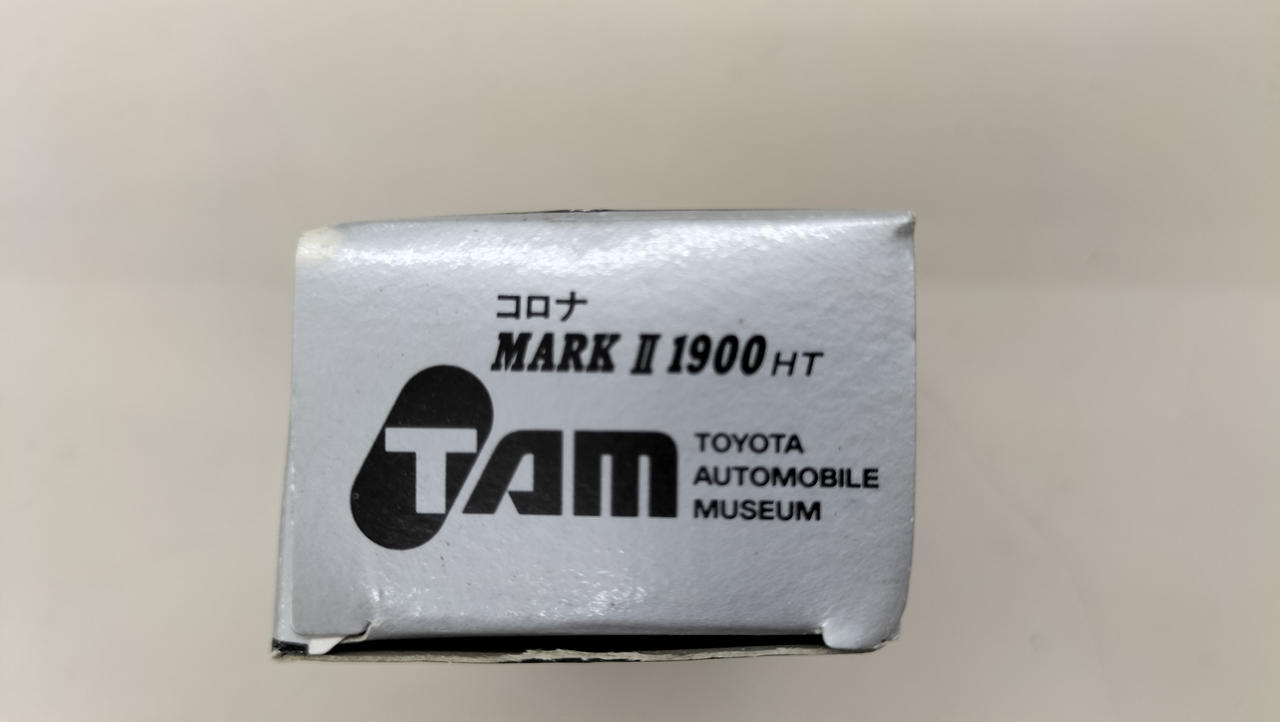 コロナ
MARK Ⅱ 1900 HT
TAM
TOYOTA
AUTOMOBILE
MUSEUM